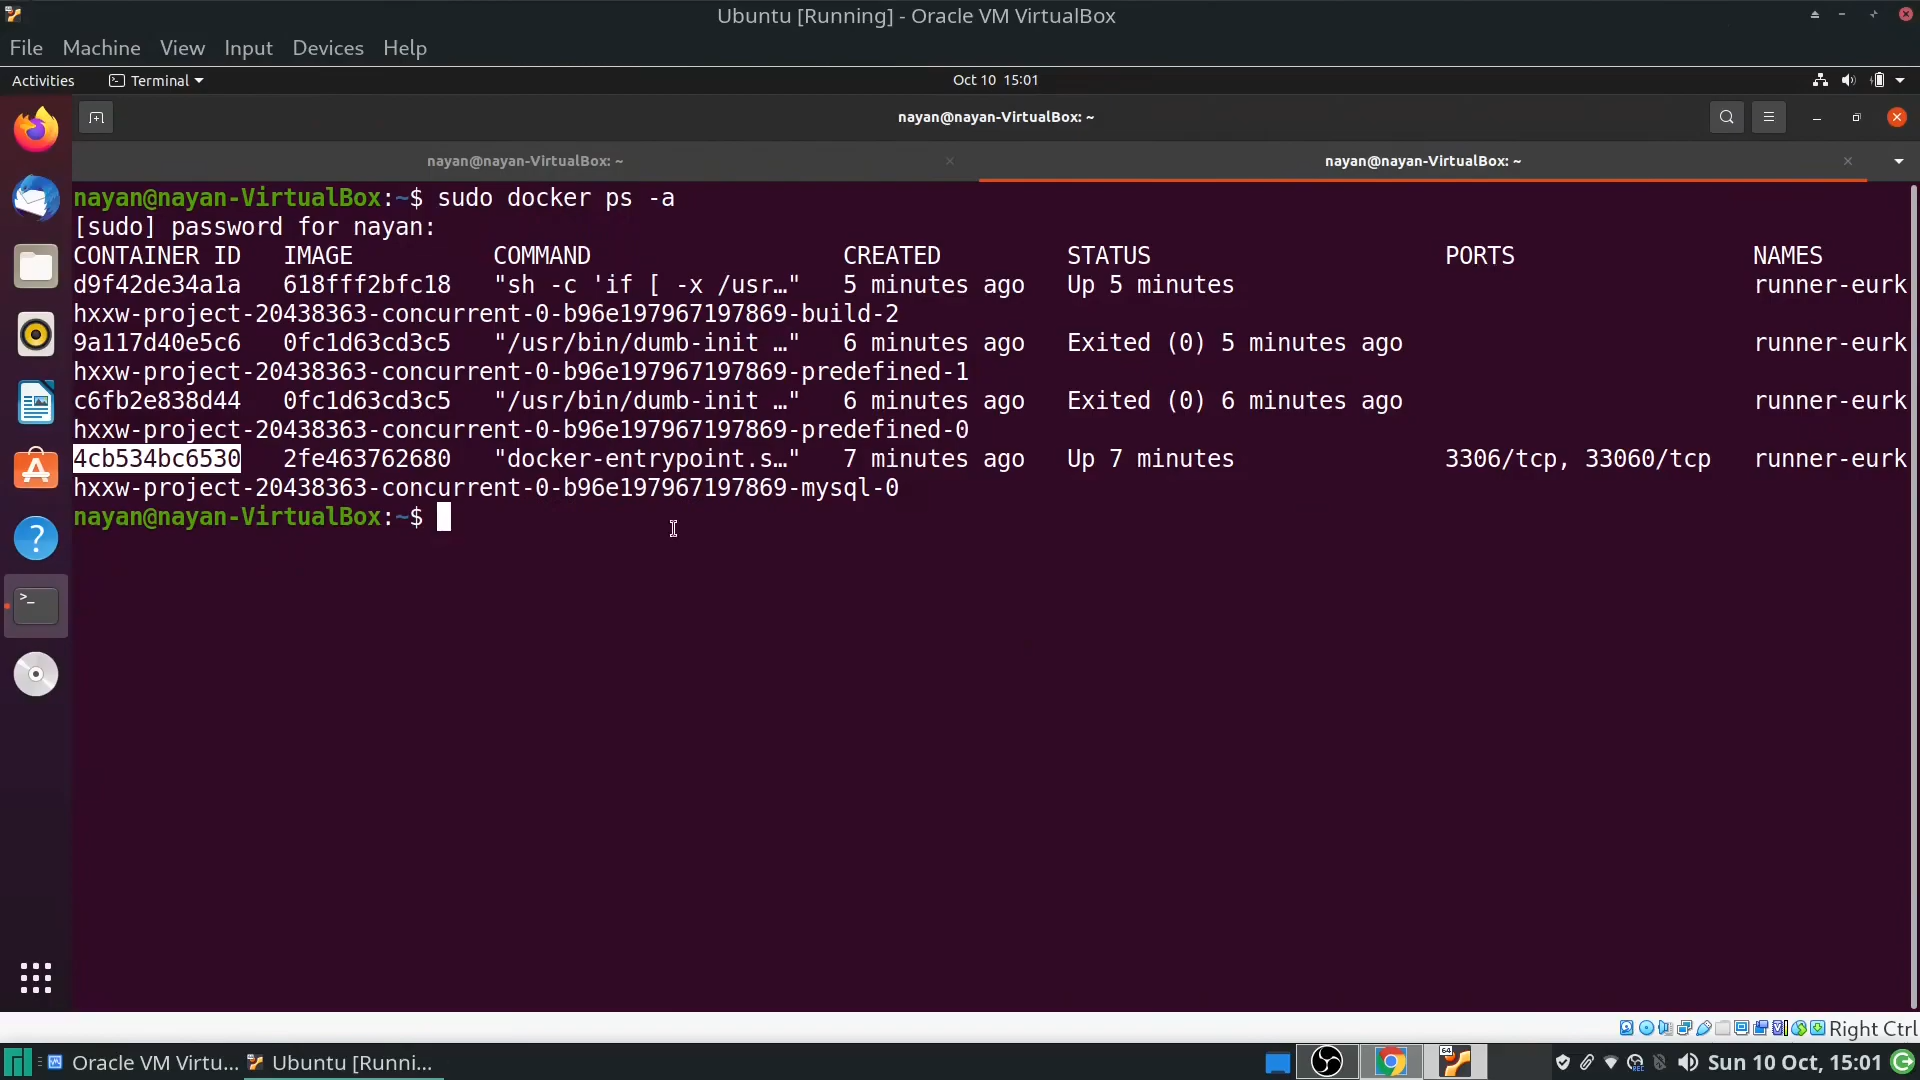 Ubuntu [Running] - Oracle VM VirtualBox
File Machine View Input Devices Help
Activities Terminal Oct 10 15:01
nayan@nayan-VirtualBox: ~
nayan@nayan-VirtualBox: ~ nayan@nayan-VirtualBox: ~
nayan@nayan-VirtualBox:~$ sudo docker ps -a
[sudo] password for nayan:
CONTAINER ID IMAGE COMMAND CREATED STATUS PORTS NAMES
d9f42de34a1a 618fff2bfc18 "sh -c 'if [ -x /usr…" 5 minutes ago Up 5 minutes runner-eurk
hxxw-project-20438363-concurrent-0-b96e197967197869-build-2
9a117d40e5c6 0fc1d63cd3c5 "/usr/bin/dumb-init …" 6 minutes ago Exited (0) 5 minutes ago runner-eurk
hxxw-project-20438363-concurrent-0-b96e197967197869-predefined-1
c6fb2e838d44 0fc1d63cd3c5 "/usr/bin/dumb-init …" 6 minutes ago Exited (0) 6 minutes ago runner-eurk
hxxw-project-20438363-concurrent-0-b96e197967197869-predefined-0
4cb534bc6530 2fe463762680 "docker-entrypoint.s…" 7 minutes ago Up 7 minutes 3306/tcp, 33060/tcp runner-eurk
hxxw-project-20438363-concurrent-0-b96e197967197869-mysql-0
nayan@nayan-VirtualBox:~$
Right Ctrl
Oracle VM Virtu... Ubuntu [Runni... 64 REC Sun 10 Oct, 15:01